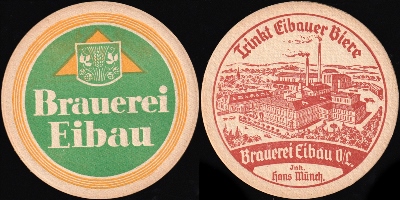 Brauerei
Eibau
Trinkt Eibauer Biere
Brauerei Eibau O/L.
Inh.
Hans Münch.